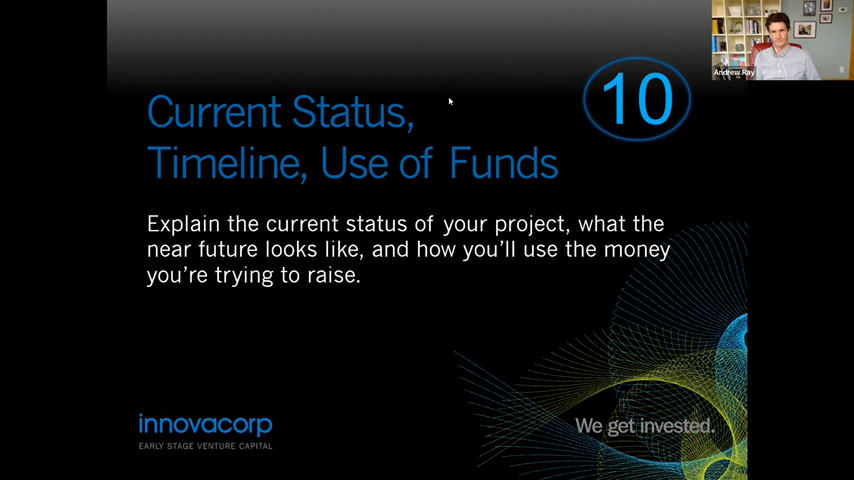 Current Status,
Timeline, Use of Funds
10
Explain the current status of your project, what the
near future looks like, and how you’ll use the money
you’re trying to raise.
innovacorp
EARLY STAGE VENTURE CAPITAL
We get invested.
Andrew Ray